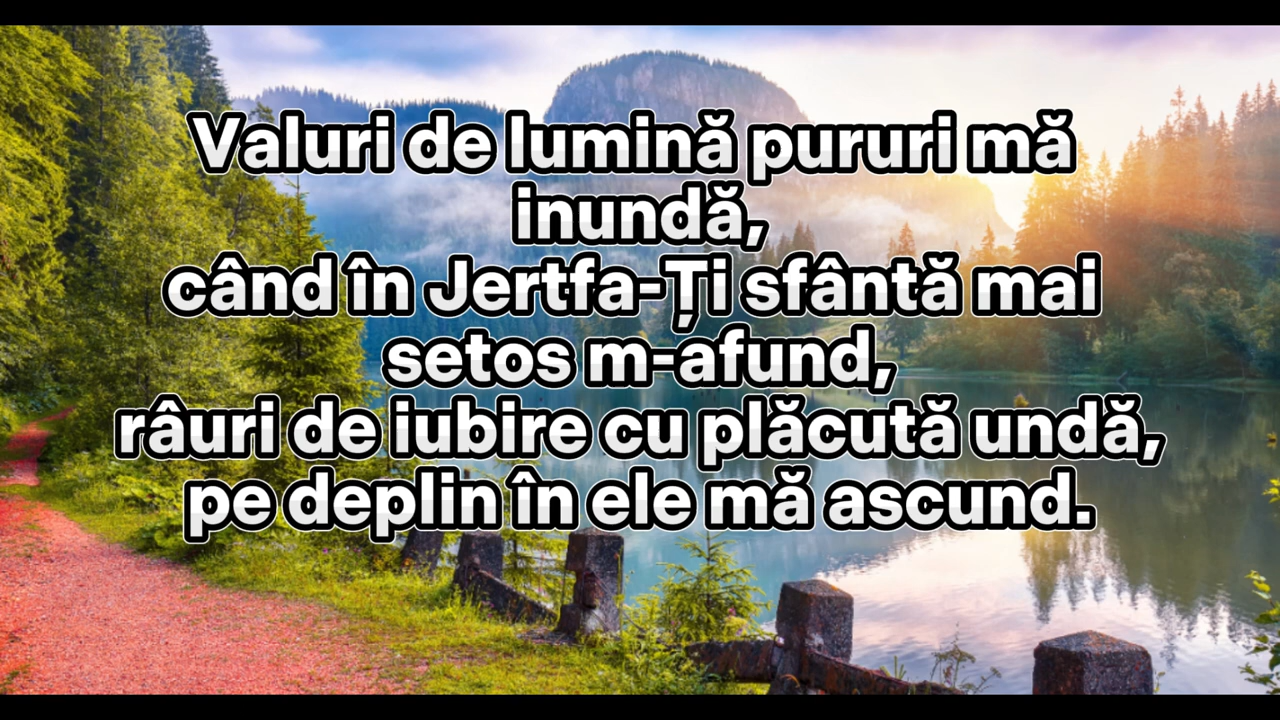 Valuri de lumină pururi mă
inundă,
când în Jertfa-Ți sfântă mai
setos m-afund,
râuri de iubire cu plăcută undă,
pe deplin în ele mă ascund.